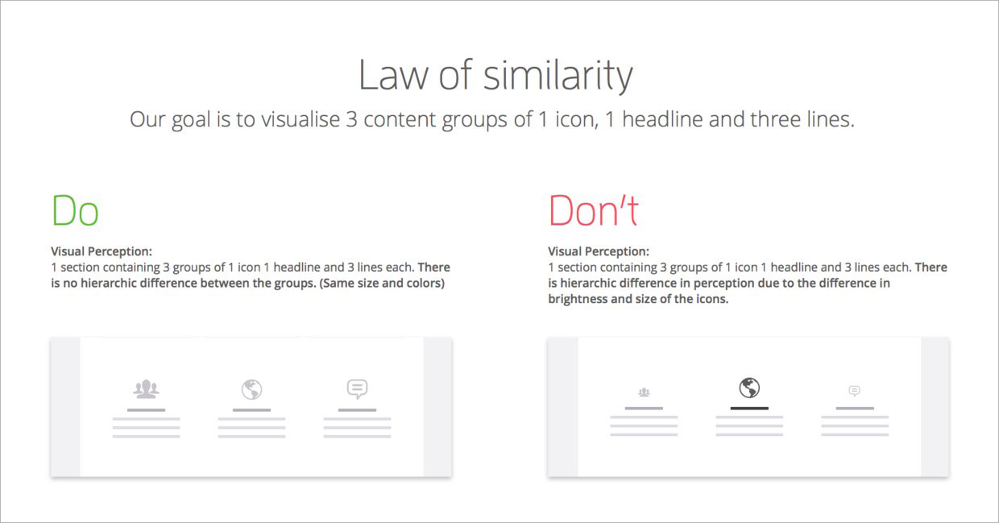 Law of similarity
Our goal is to visualise 3 content groups of 1 icon, 1 headline and three lines.
Do
Visual Perception:
1 section containing 3 groups of 1 icon 1 headline and 3 lines each. There
is no hierarchic difference between the groups. (Same size and colors)
Don't
Visual Perception:
1 section containing 3 groups of 1 icon 1 headline and 3 lines each. There
is hierarchic difference in perception due to the difference in
brightness and size of the icons.